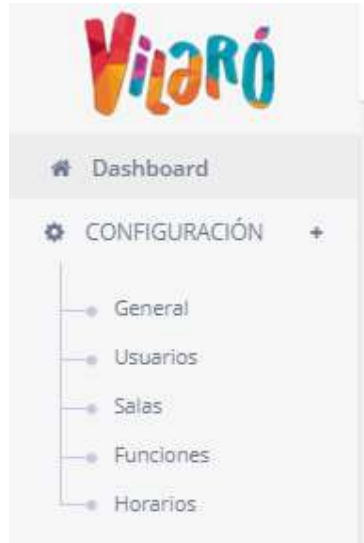 Vilaró
Dashboard
CONFIGURACIÓN +
General
Usuarios
Salas
Funciones
Horarios